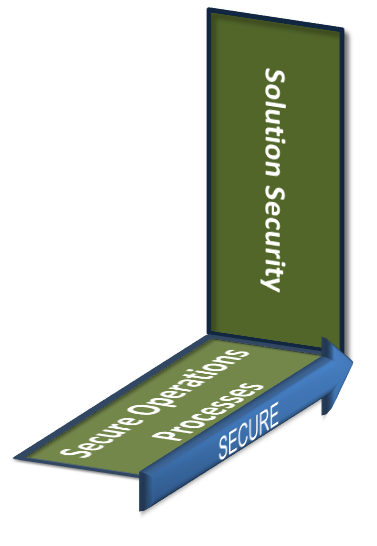 Solution Security
Secure Operations
Processes
SECURE